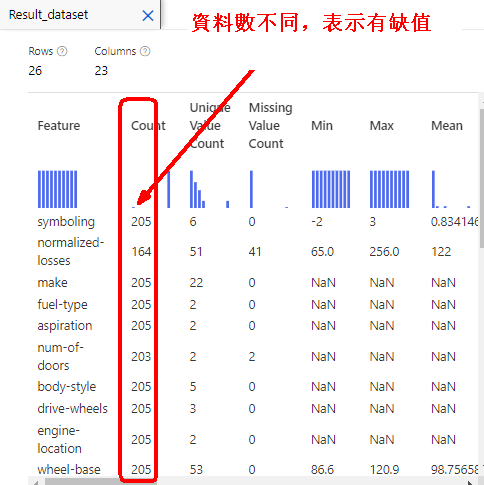 Result_dataset
資料數不同，表示有缺值
Rows Columns
26 23
Feature Count Unique Value Count Missing Value Count Min Max Mean
symboling 205 6 0 -2 3 0.834146
normalized-losses 164 51 41 65.0 256.0 122
make 205 22 0 NaN NaN NaN
fuel-type 205 2 0 NaN NaN NaN
aspiration 205 2 0 NaN NaN NaN
num-of-doors 203 2 2 NaN NaN NaN
body-style 205 5 0 NaN NaN NaN
drive-wheels 205 3 0 NaN NaN NaN
engine-location 205 2 0 NaN NaN NaN
wheel-base 205 53 0 86.6 120.9 98.75658